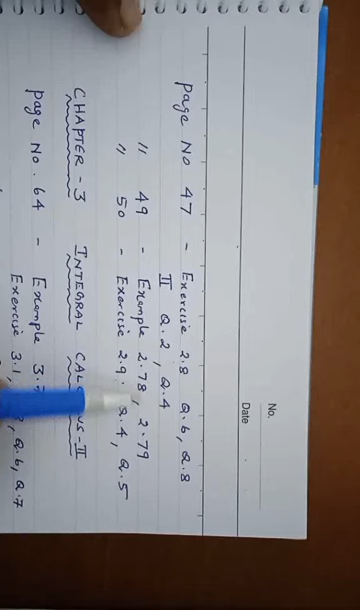 No.
Date
Page No 47 - Exercise 2.8 Q.6, Q.8
II Q.2, Q.4
" 49 - Example 2.78, 2.79
" 50 - Exercise 2.9. Q.4, Q.5
CHAPTER - 3 INTEGRAL CALCULUS-II
Page No. 64 - Example 3.
Exercise 3.1 Q.6, Q.7